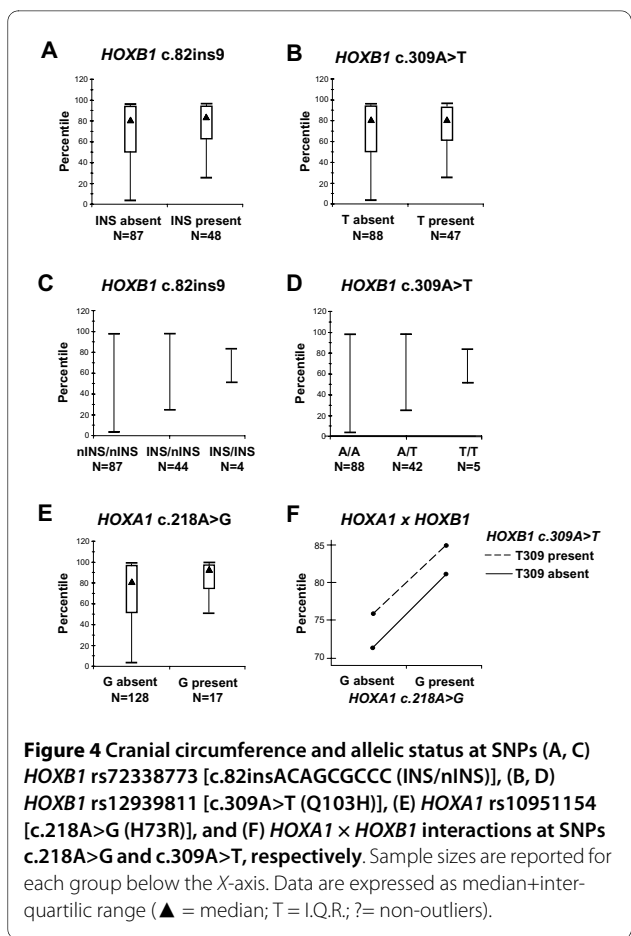 A
HOXB1 c.82ins9
Percentile
120
100
80
60
40
20
0
INS absent
N=87
INS present
N=48
B
HOXB1 c.309A>T
Percentile
120
100
80
60
40
20
0
T absent
N=88
T present
N=47
C
HOXB1 c.82ins9
Percentile
120
100
80
60
40
20
0
nINS/nINS
N=87
INS/nINS
N=44
INS/INS
N=4
D
HOXB1 c.309A>T
Percentile
120
100
80
60
40
20
0
A/A
N=88
A/T
N=42
T/T
N=5
E
HOXA1 c.218A>G
Percentile
120
100
80
60
40
20
0
G absent
N=128
G present
N=17
F
HOXA1 x HOXB1
Percentile
85
80
75
70
G absent G present
HOXA1 c.218A>G
HOXB1 c.309A>T
T309 present
T309 absent
Figure 4 Cranial circumference and allelic status at SNPs (A, C)
HOXB1 rs72338773 [c.82insACAGCGCCC (INS/nINS)], (B, D)
HOXB1 rs12939811 [c.309A>T (Q103H)], (E) HOXA1 rs10951154
[c.218A>G (H73R)], and (F) HOXA1 × HOXB1 interactions at SNPs
c.218A>G and c.309A>T, respectively. Sample sizes are reported for
each group below the X-axis. Data are expressed as median+inter-
quartilic range (▲ = median; T = I.Q.R.; ?= non-outliers).